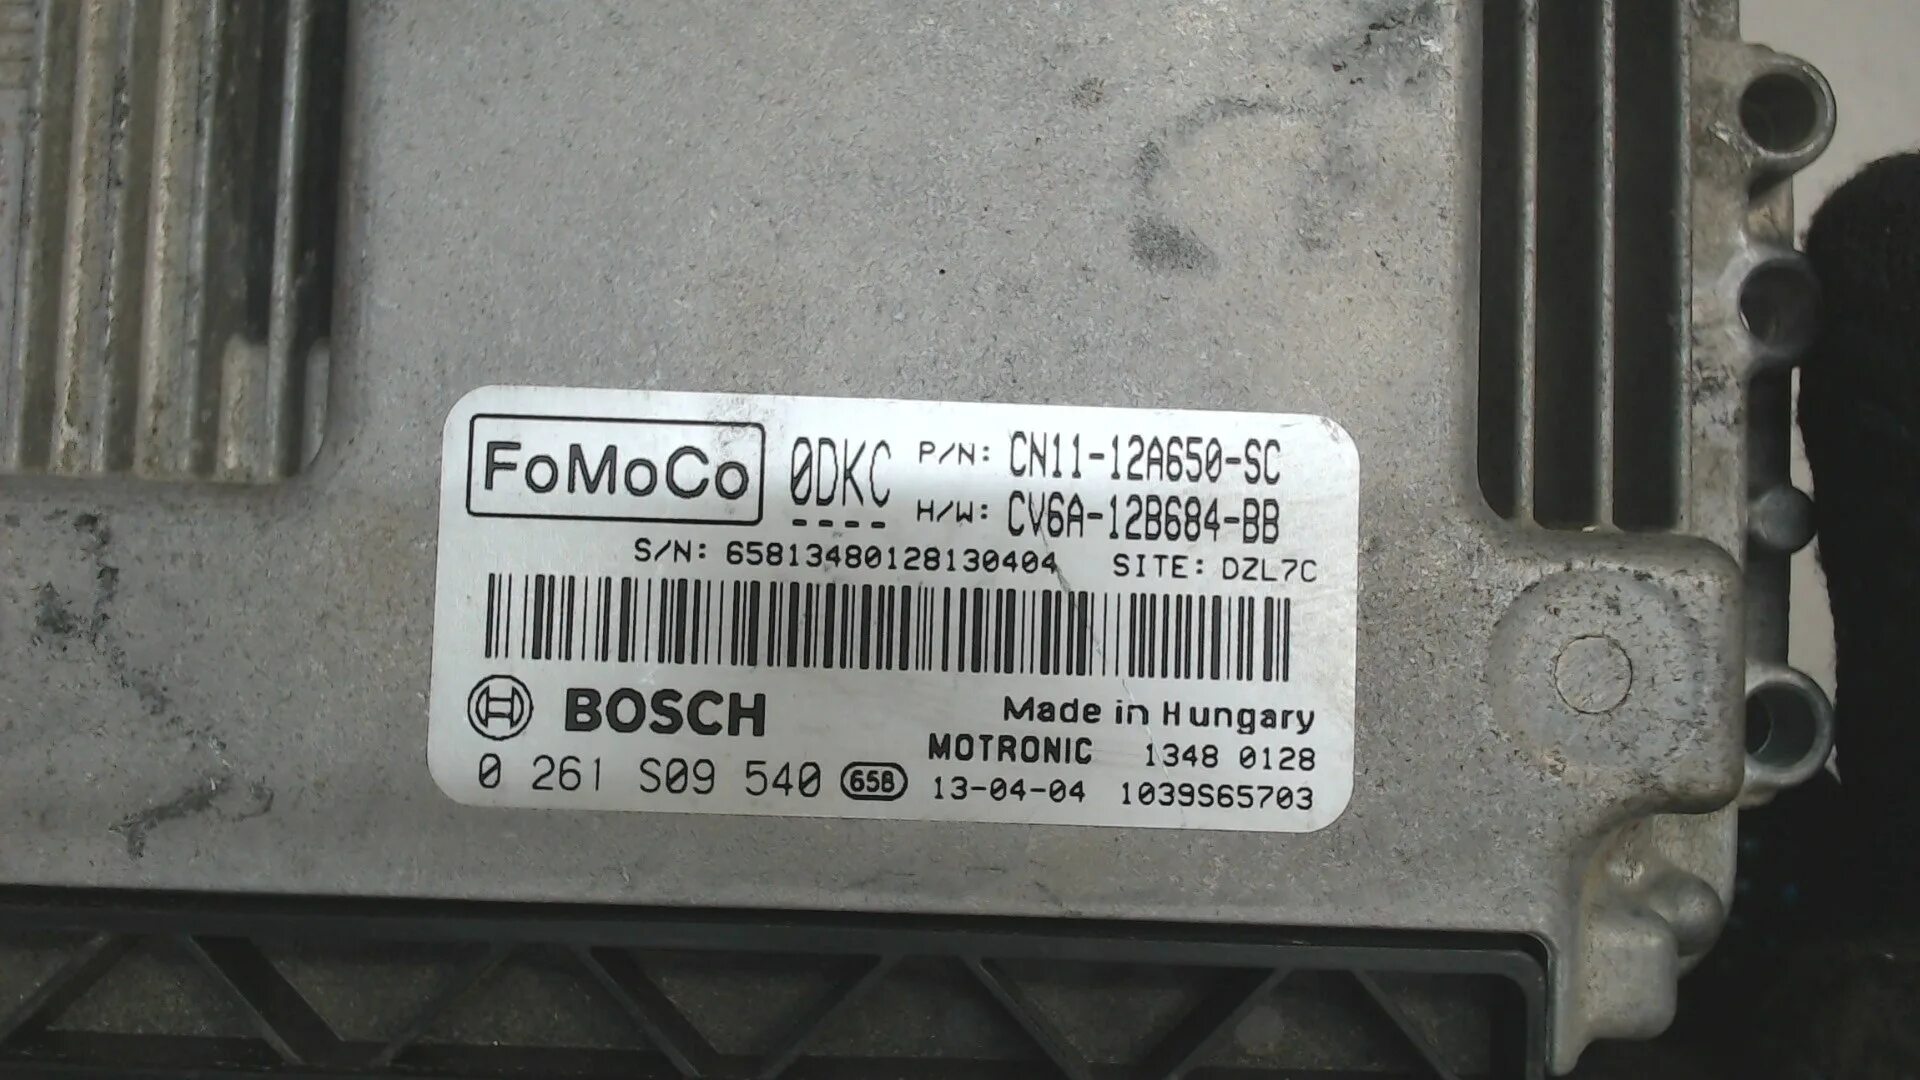 FoMoCo 0DKC P/N: CN11-12A650-SC
H/W: CV6A-12B684-BB
S/N: 65813480128130404 SITE: DZL7C
BOSCH Made in Hungary
MOTRONIC 1348 0128
0 261 S09 540 65B 13-04-04 1039S65703